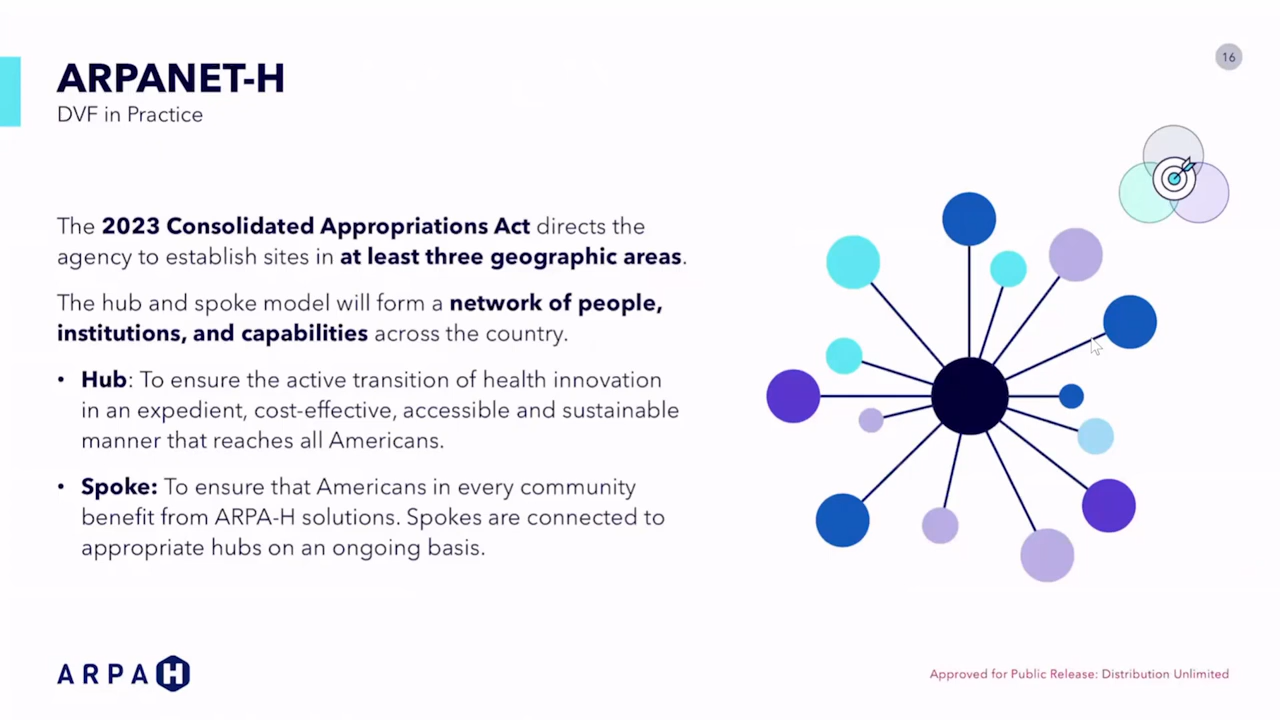 ARPANET-H
DVF in Practice
16
The 2023 Consolidated Appropriations Act directs the
agency to establish sites in at least three geographic areas.
The hub and spoke model will form a network of people,
institutions, and capabilities across the country.
• Hub: To ensure the active transition of health innovation
in an expedient, cost-effective, accessible and sustainable
manner that reaches all Americans.
• Spoke: To ensure that Americans in every community
benefit from ARPA-H solutions. Spokes are connected to
appropriate hubs on an ongoing basis.
ARPA H
Approved for Public Release: Distribution Unlimited